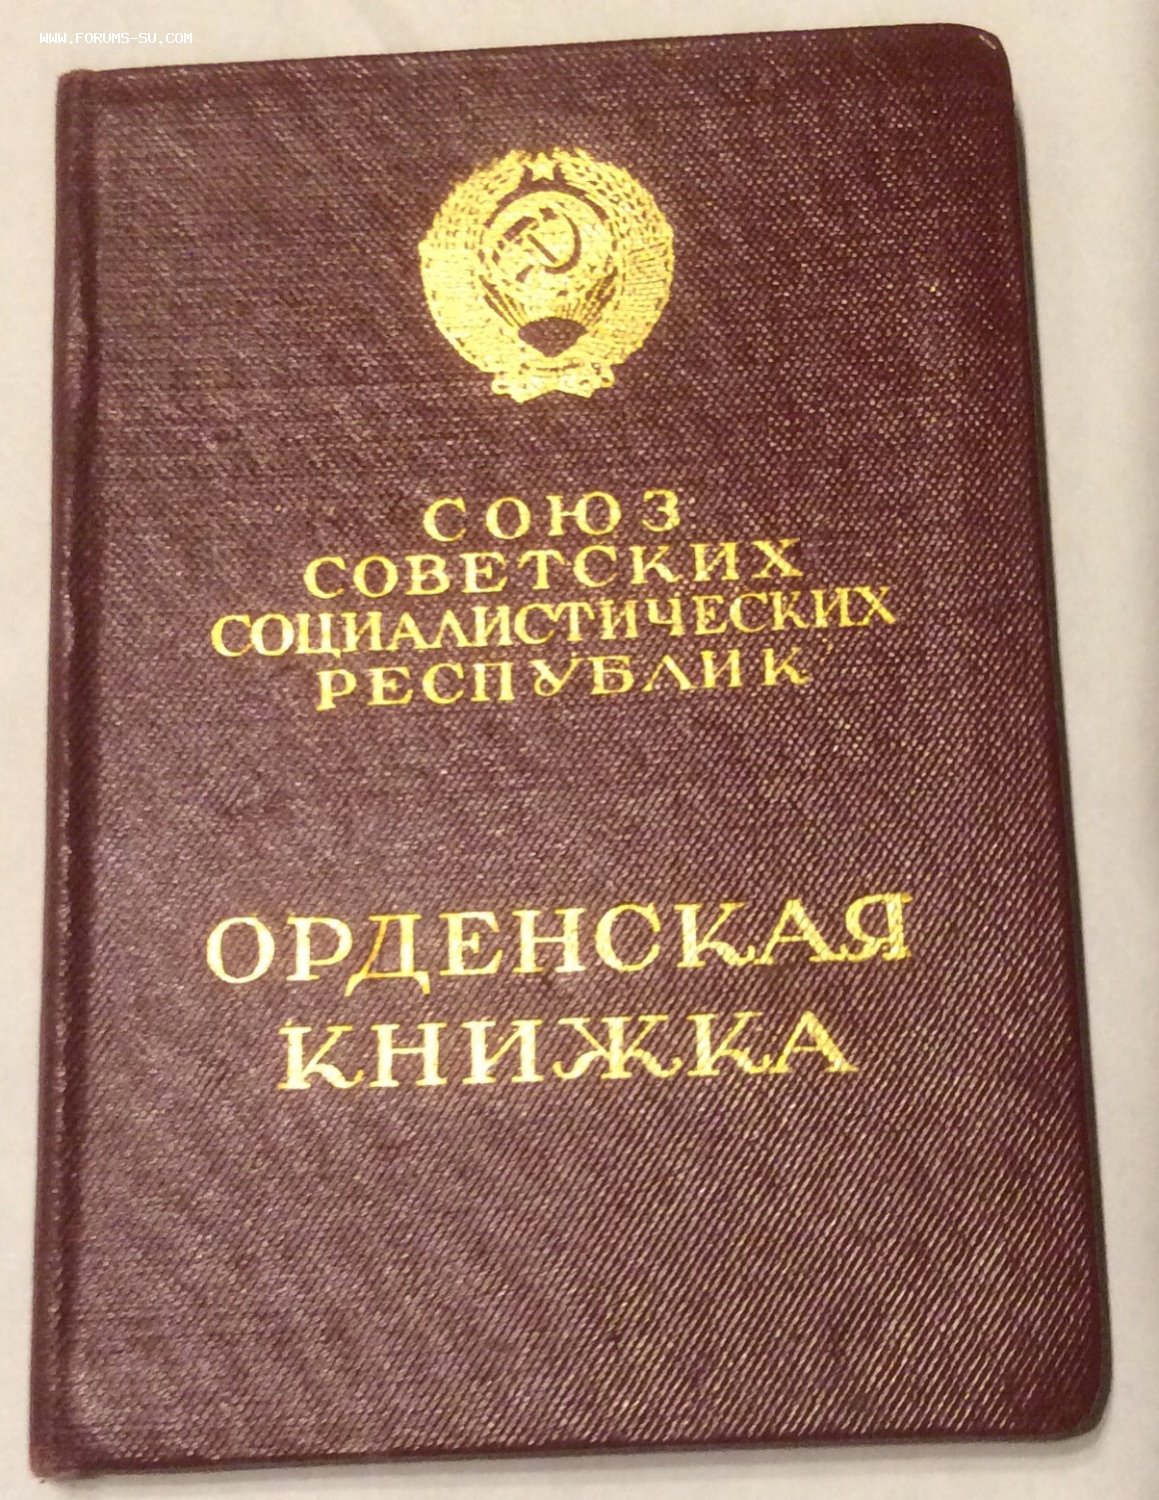 WWW.FORUMS-SU.COM
СОЮЗ
СОВЕТСКИХ
СОЦИАЛИСТИЧЕСКИХ
РЕСПУБЛИК
ОРДЕНСКАЯ
КНИЖКА